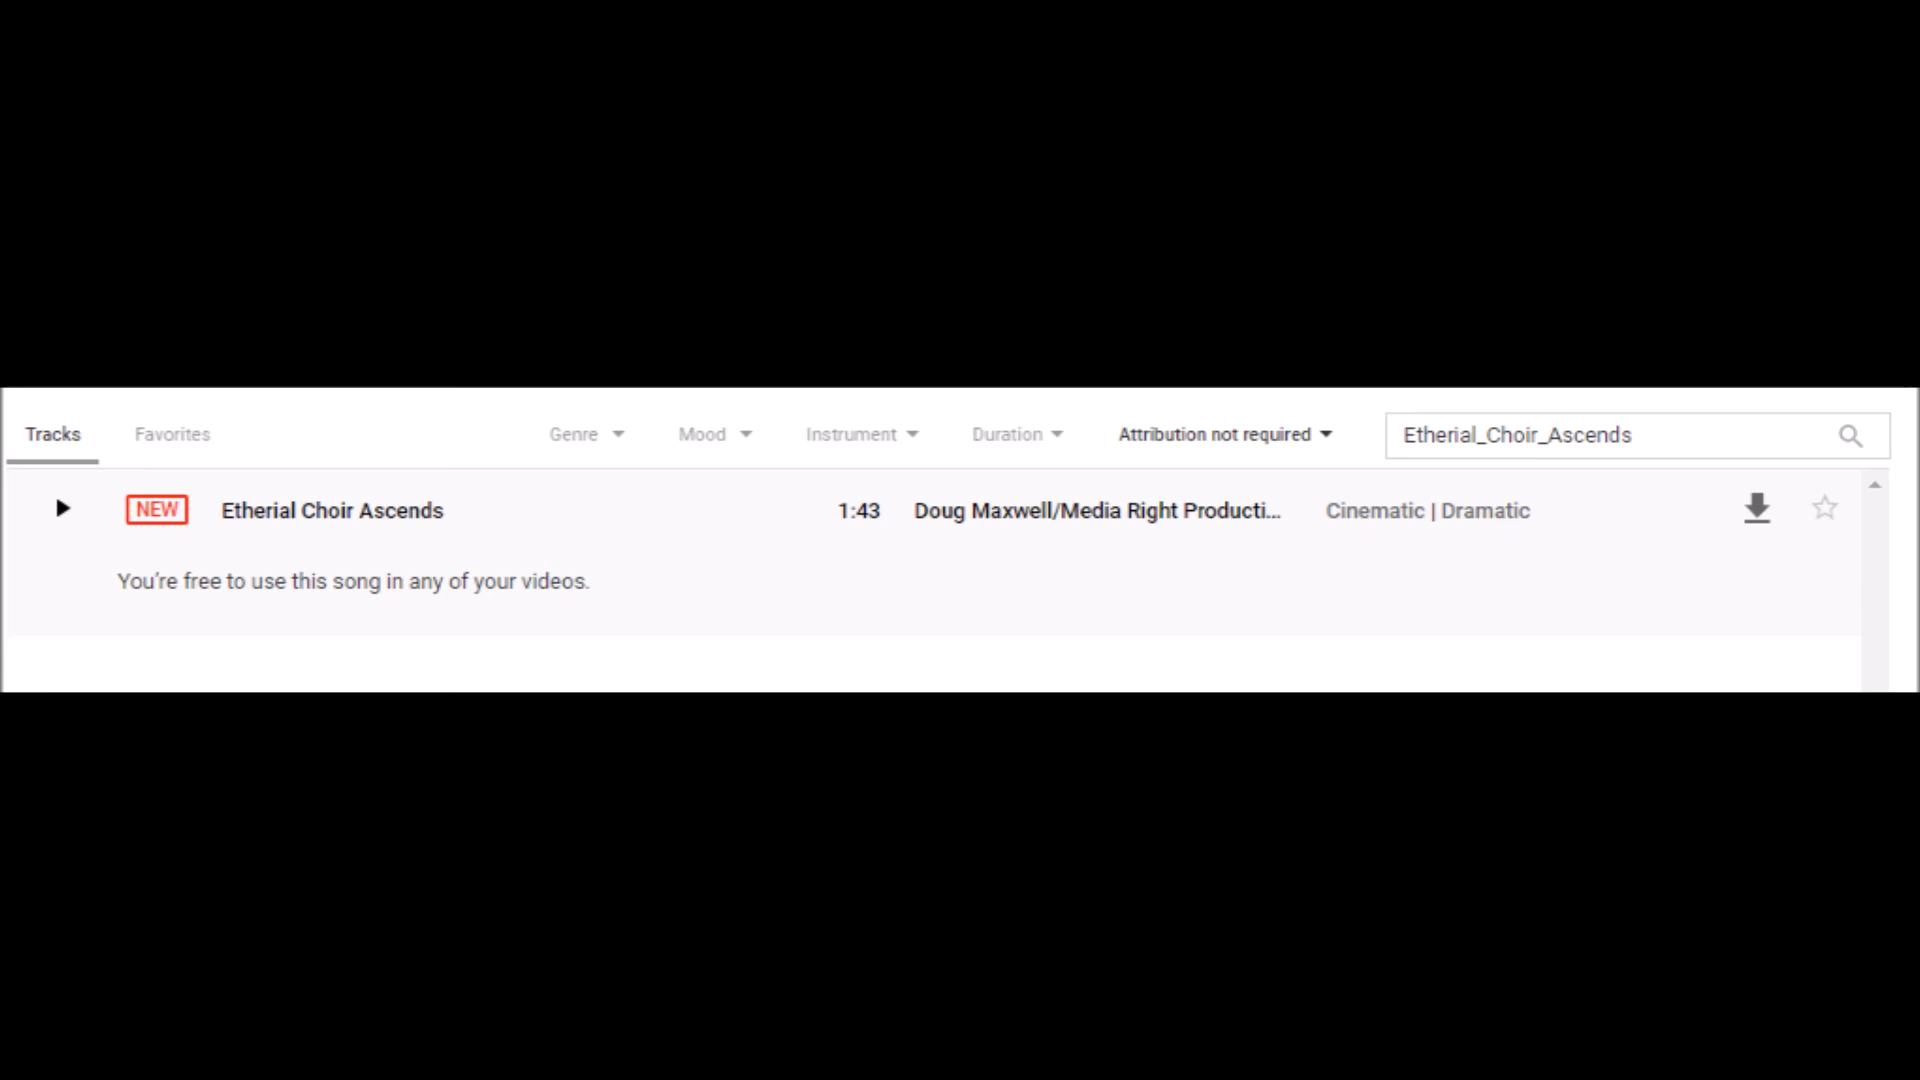 Tracks Favorites Genre Mood Instrument Duration Attribution not required Etherial_Choir_Ascends
NEW Etherial Choir Ascends 1:43 Doug Maxwell/Media Right Producti... Cinematic | Dramatic
You're free to use this song in any of your videos.